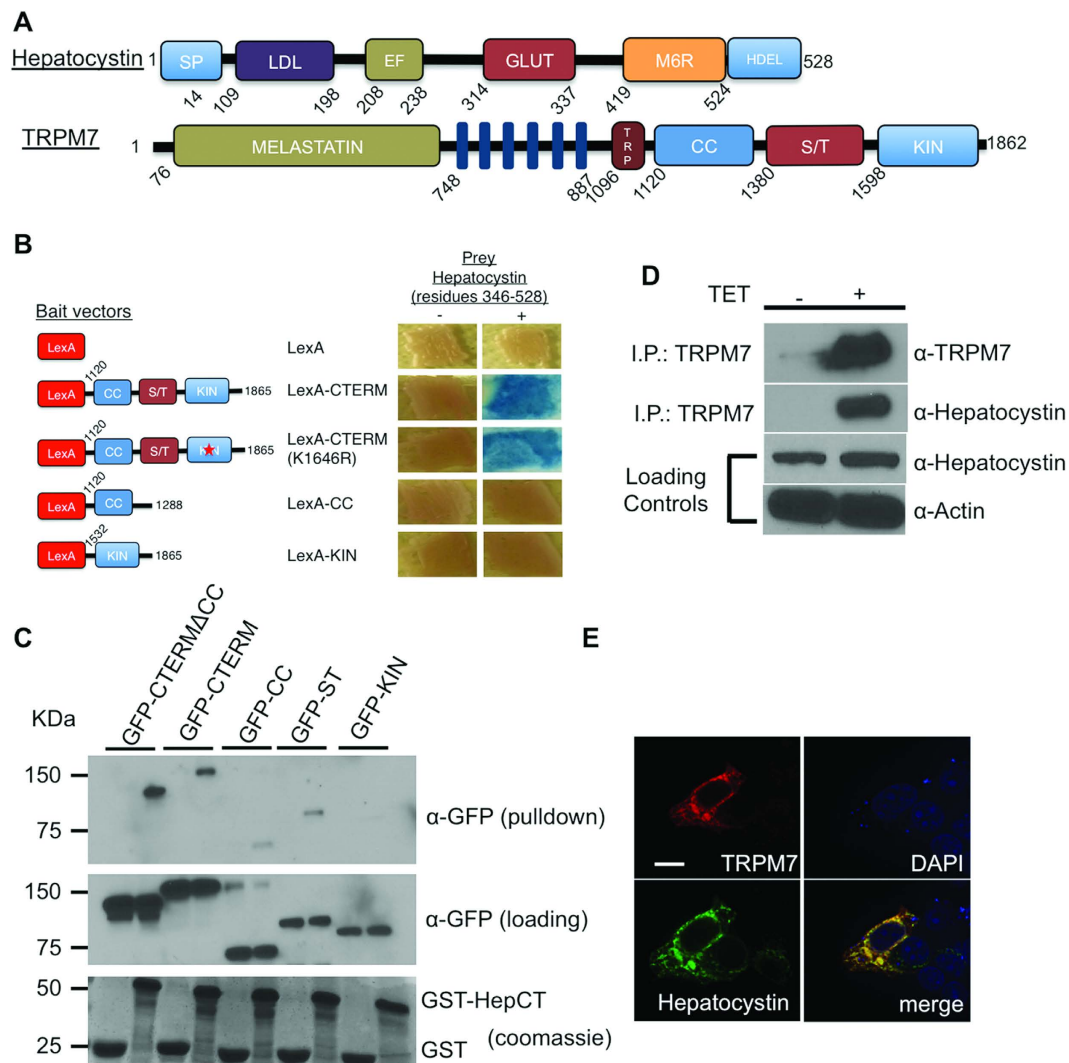 A
Hepatocystin
1
SP
LDL
EF
GLUT
M6R
HDEL
528
14
109
198
208
238
314
337
419
524
TRPM7
1
MELASTATIN
TRP
CC
S/T
KIN
1862
76
748
887
1096
1120
1380
1598
B
Prey
Hepatocystin
(residues 346-528)
Bait vectors
-
+
LexA
LexA
1120
LexA
CC
S/T
KIN
1865
LexA-CTERM
1120
LexA
CC
S/T
KIN
1865
LexA-CTERM
(K1646R)
1120
LexA
CC
1288
LexA-CC
1532
LexA
KIN
1865
LexA-KIN
D
TET
-
+
I.P.: TRPM7
α-TRPM7
I.P.: TRPM7
α-Hepatocystin
Loading
Controls
α-Hepatocystin
α-Actin
C
GFP-CTERMΔCC
GFP-CTERM
GFP-CC
GFP-ST
GFP-KIN
KDa
150
75
α-GFP (pulldown)
150
75
α-GFP (loading)
50
25
GST-HepCT
(coomassie)
GST
E
TRPM7
DAPI
Hepatocystin
merge